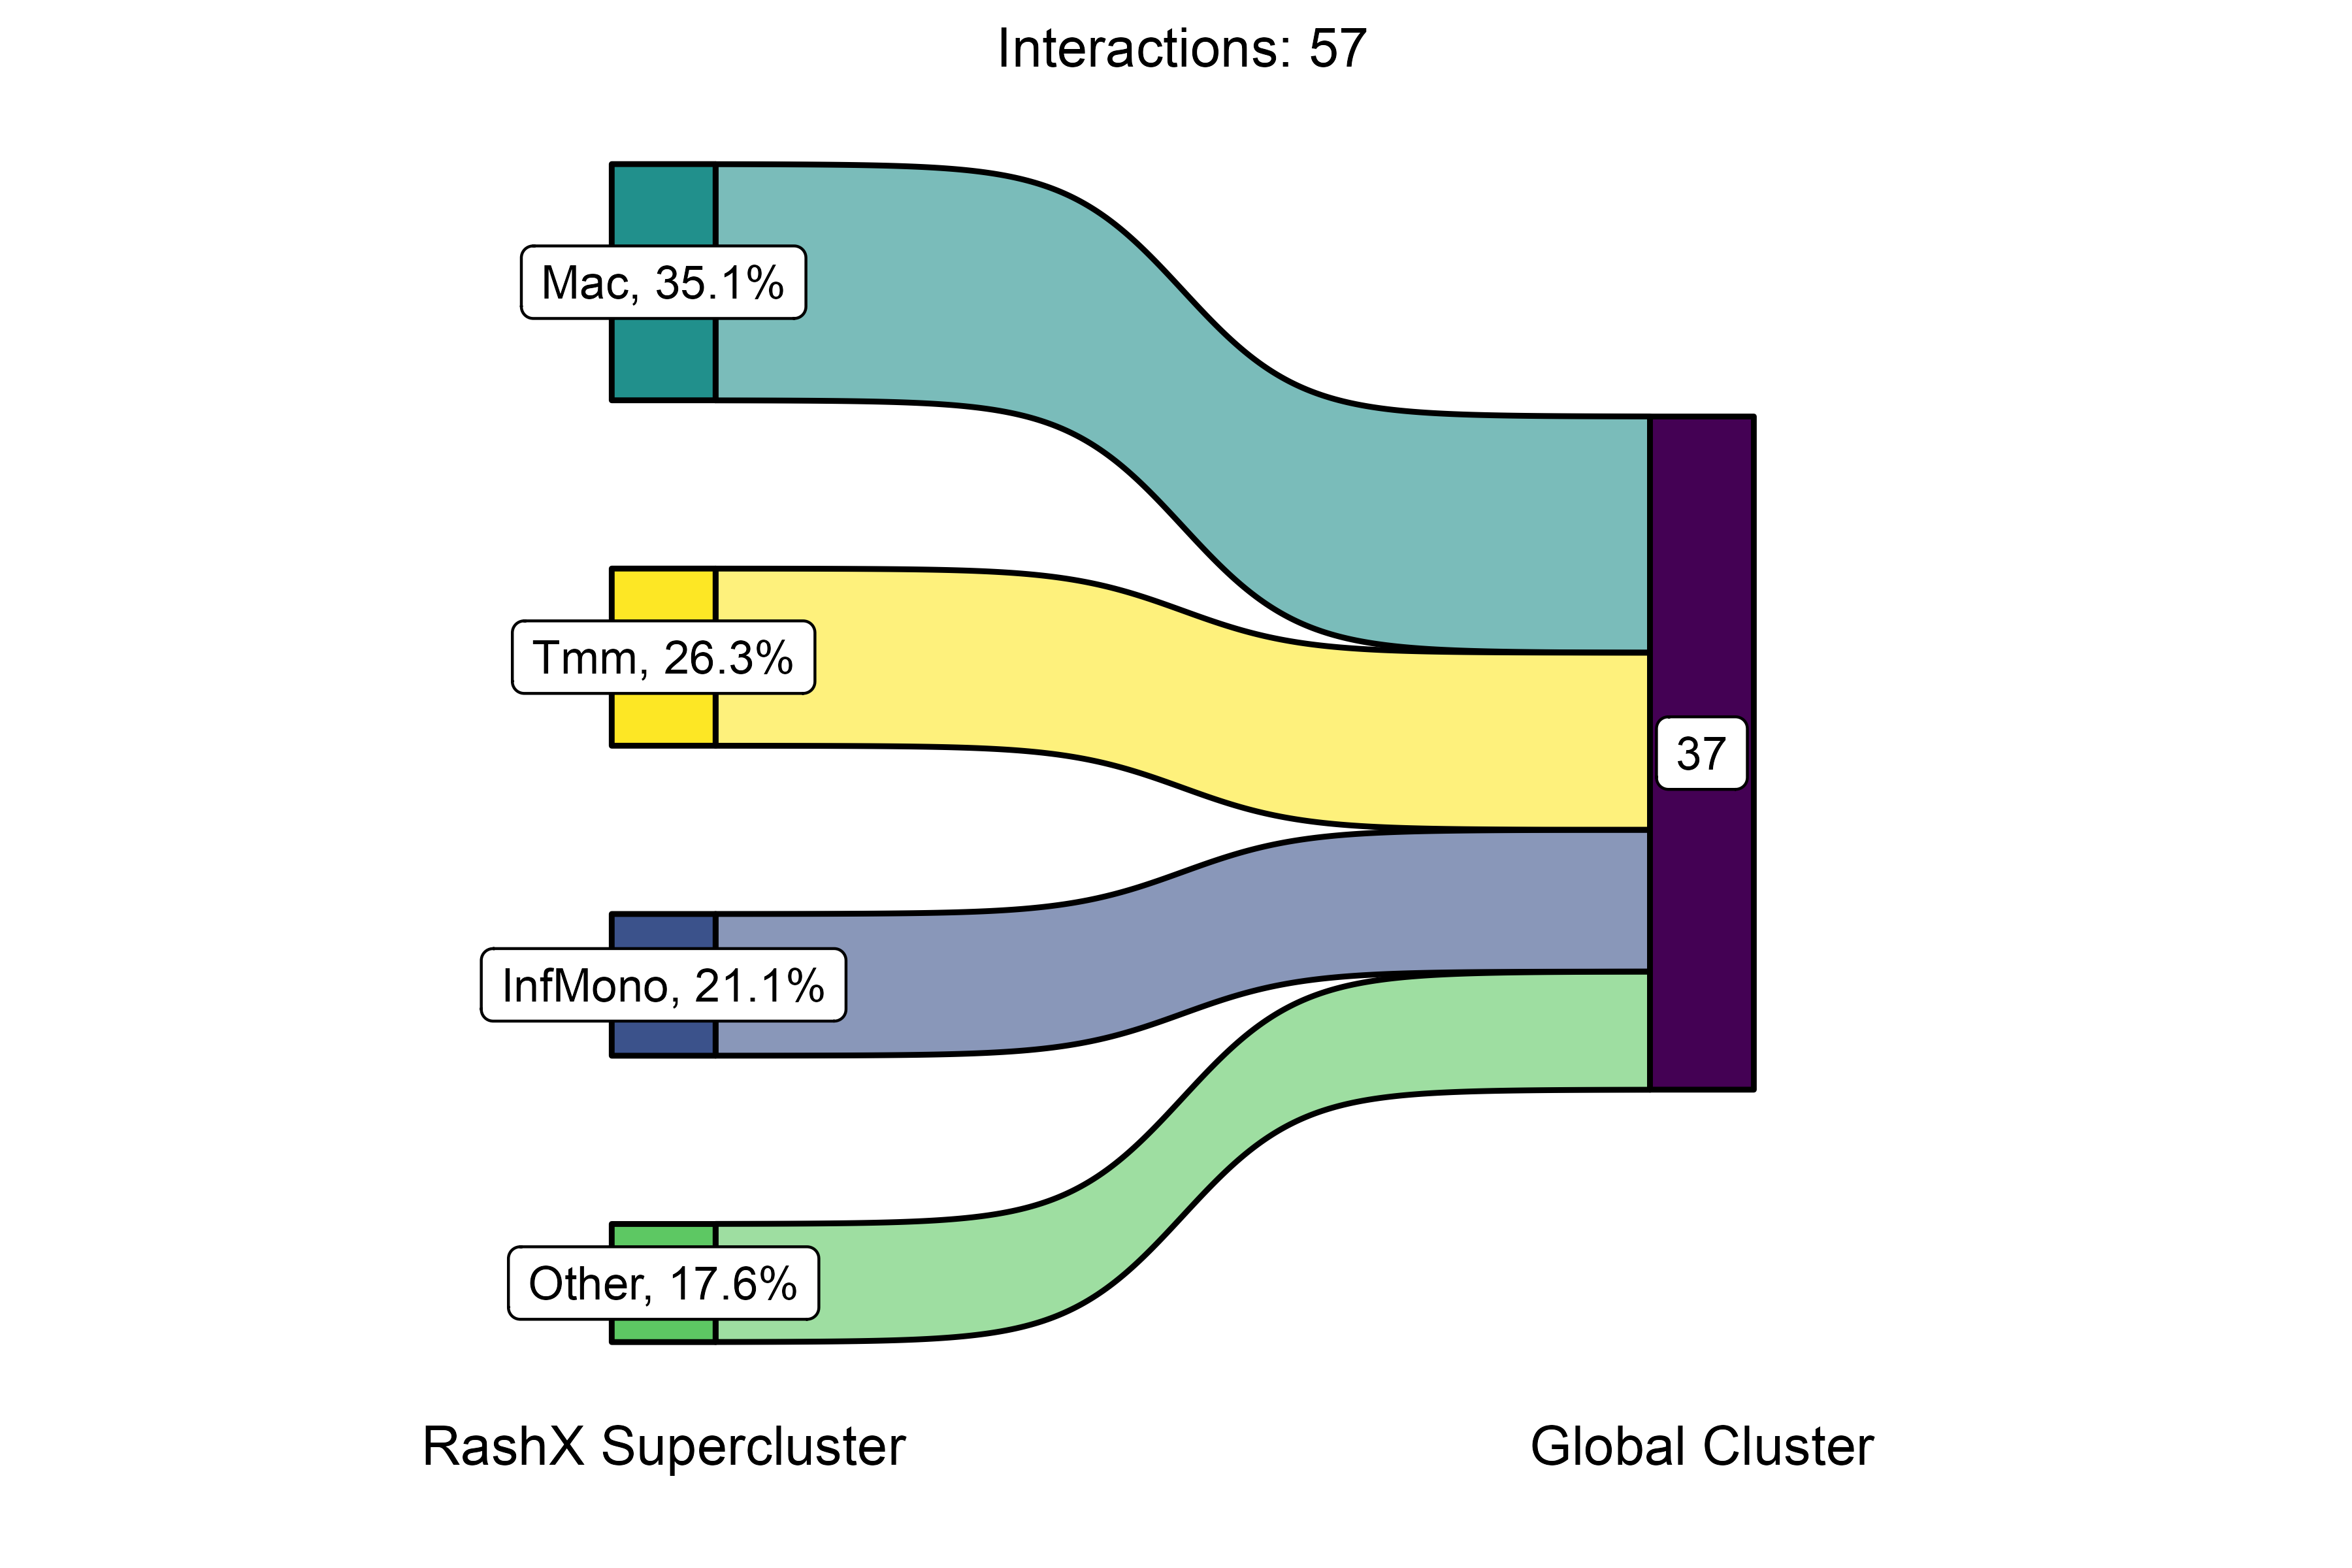 Interactions: 57
Mac, 35.1%
Tmm, 26.3%
37
InfMono, 21.1%
Other, 17.6%
RashX Supercluster
Global Cluster